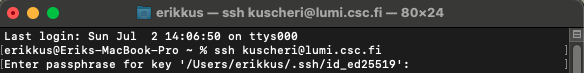 erikkus — ssh kuscheri@lumi.csc.fi — 80×24
Last login: Sun Jul  2 14:06:50 on ttys000
[erikkus@Eriks-MacBook-Pro ~ % ssh kuscheri@lumi.csc.fi ]
[Enter passphrase for key '/Users/erikkus/.ssh/id_ed25519': ]